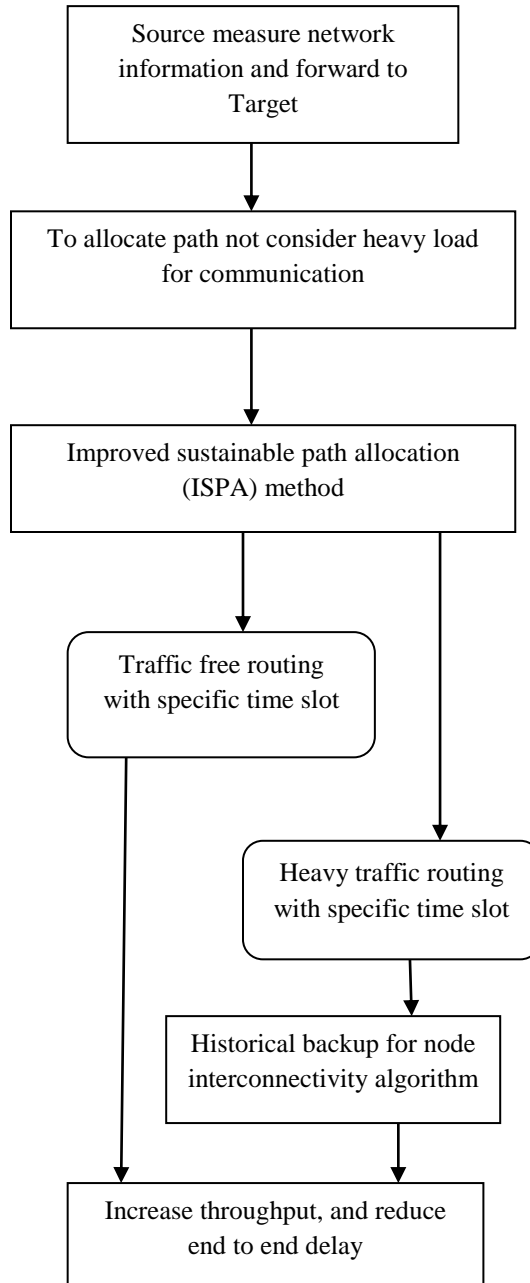 Source measure network
information and forward to
Target
To allocate path not consider heavy load
for communication
Improved sustainable path allocation
(ISPA) method
Traffic free routing
with specific time slot
Heavy traffic routing
with specific time slot
Historical backup for node
interconnectivity algorithm
Increase throughput, and reduce
end to end delay